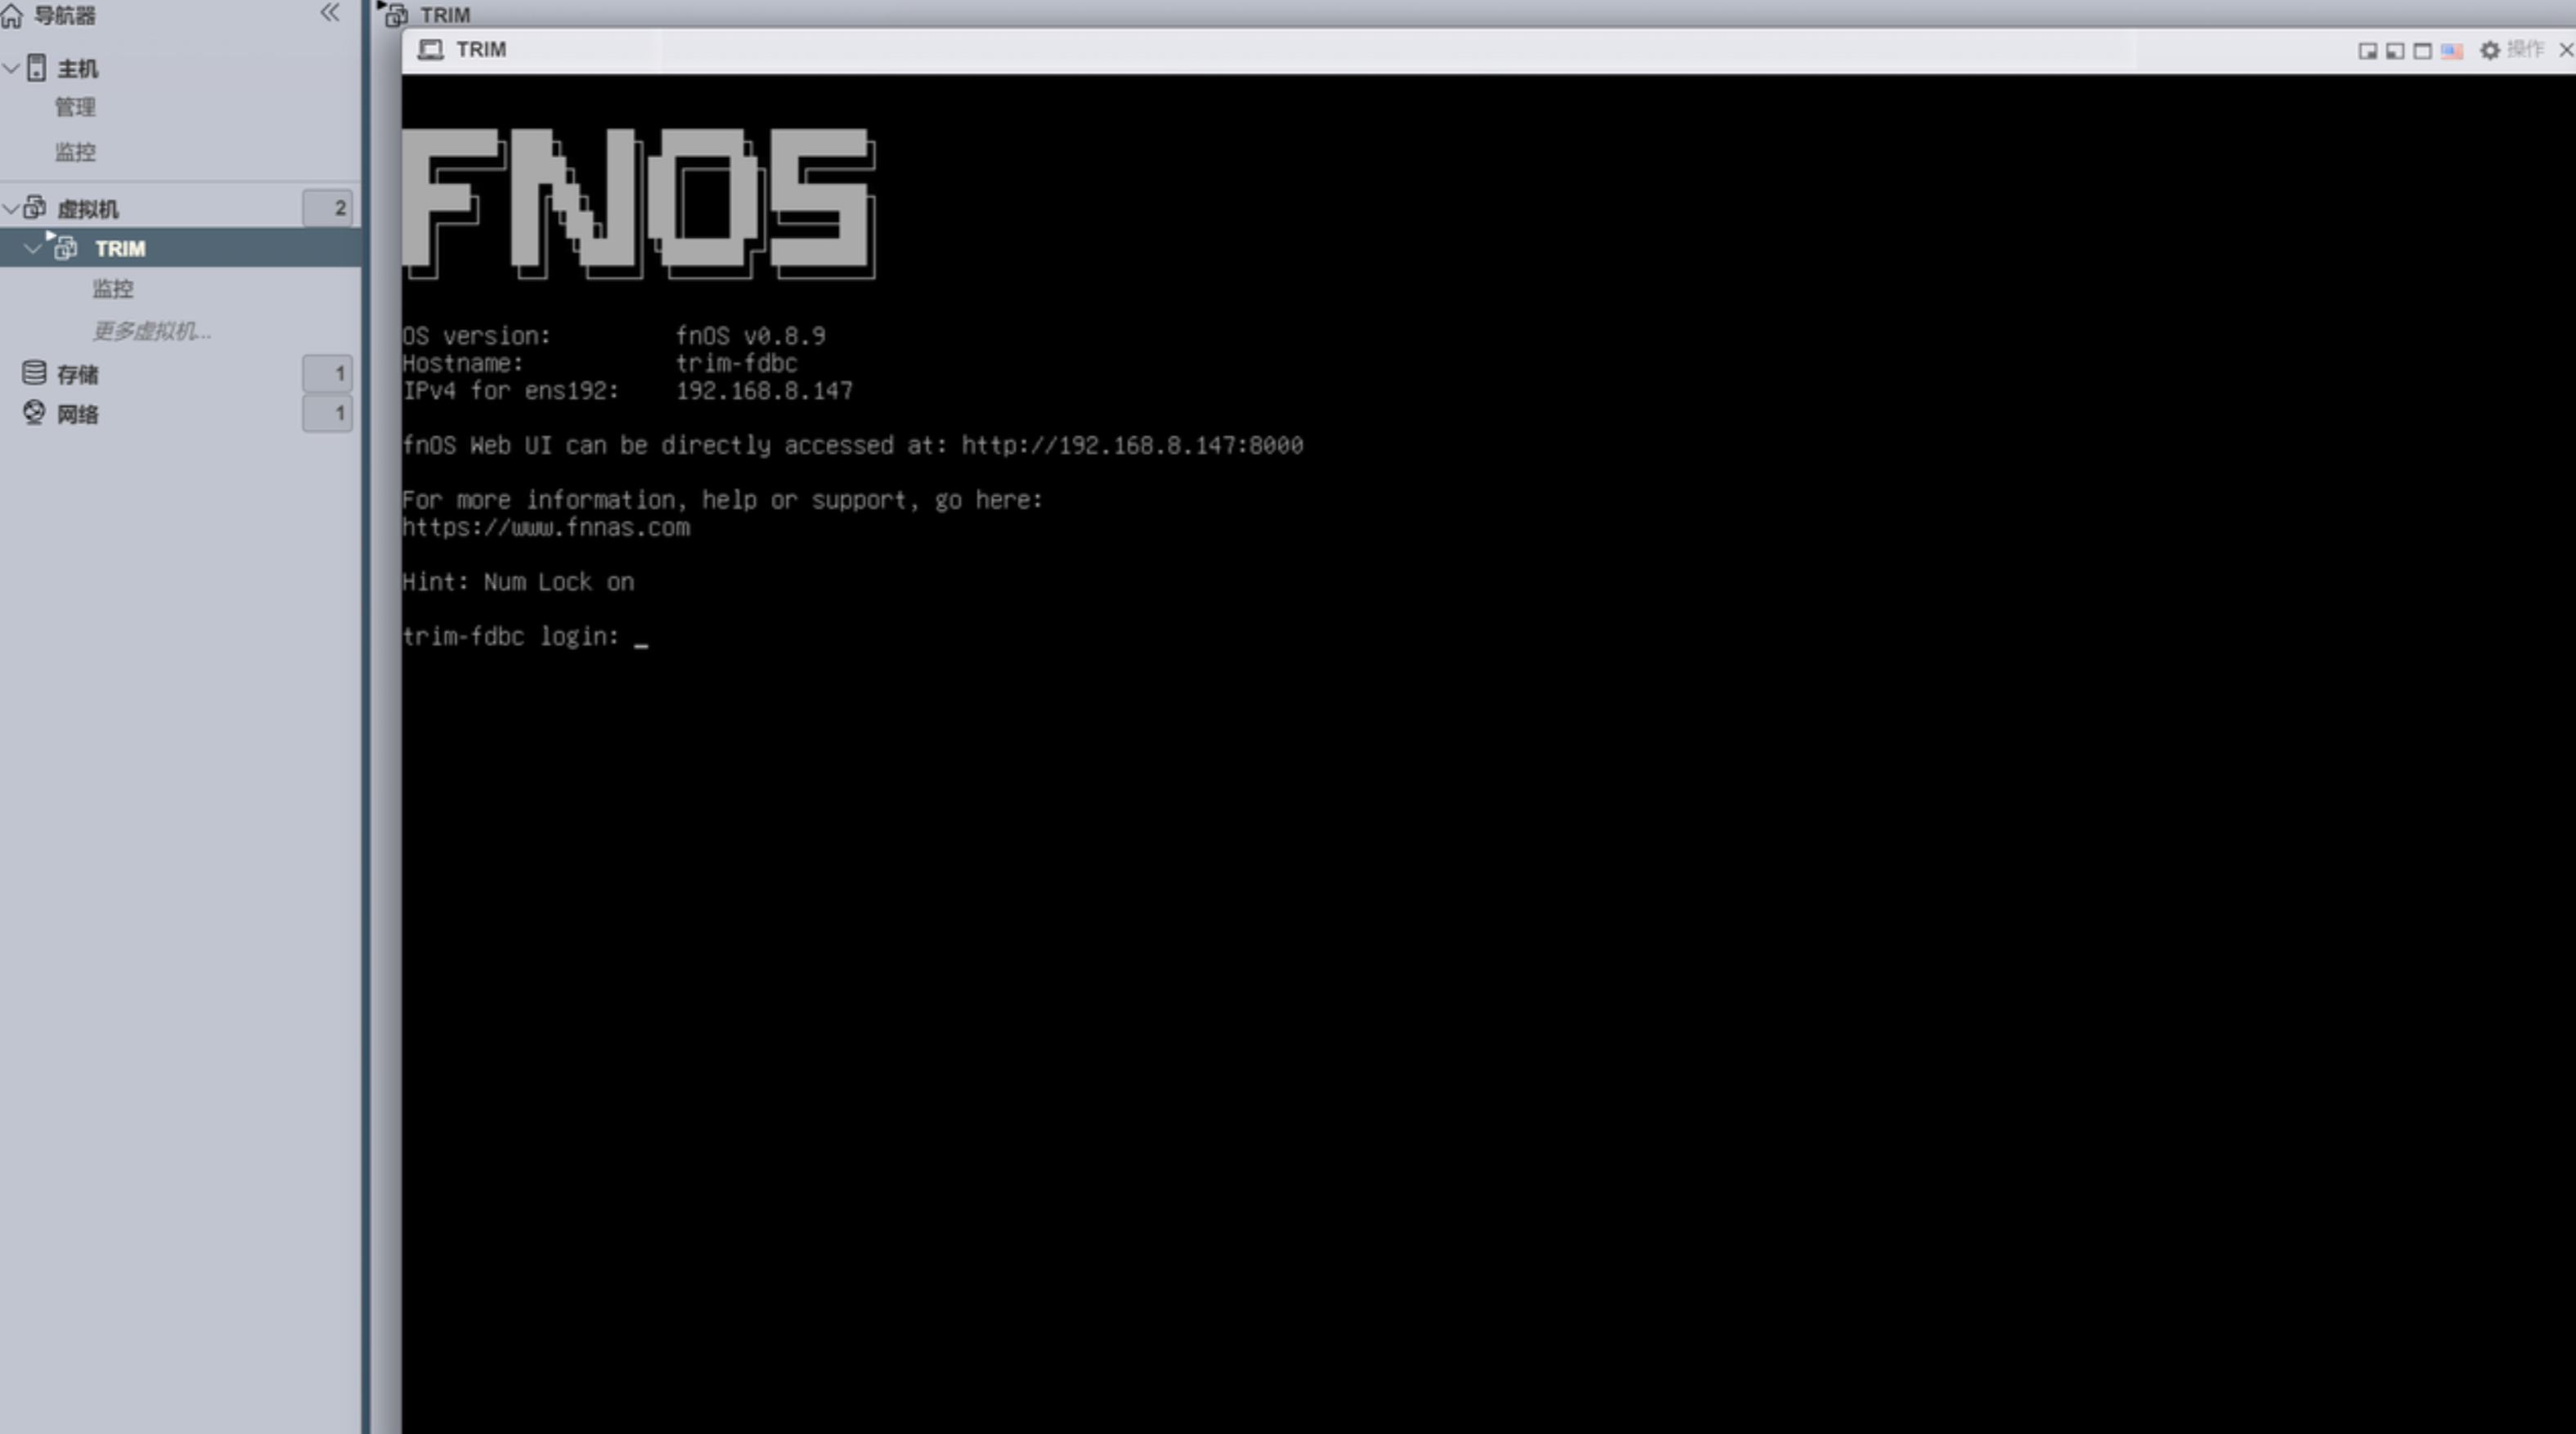 导航器
主机
管理
监控
虚拟机 2
TRIM
监控
更多虚拟机...
存储 1
网络 1
TRIM
TRIM
操作
FNOS
OS version: fnOS v0.8.9
Hostname: trim-fdbc
IPv4 for ens192: 192.168.8.147
fnOS Web UI can be directly accessed at: http://192.168.8.147:8000
For more information, help or support, go here:
https://www.fnnas.com
Hint: Num Lock on
trim-fdbc login: _